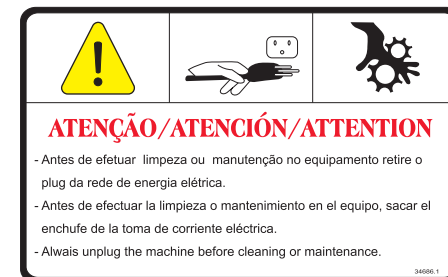 ATENÇÃO/ATENCIÓN/ATTENTION
- Antes de efetuar limpeza ou manutenção no equipamento retire o
plug da rede de energia elétrica.
- Antes de efectuar la limpieza o mantenimiento en el equipo, sacar el
enchufe de la toma de corriente eléctrica.
- Alwais unplug the machine before cleaning or maintenance.
34686.1